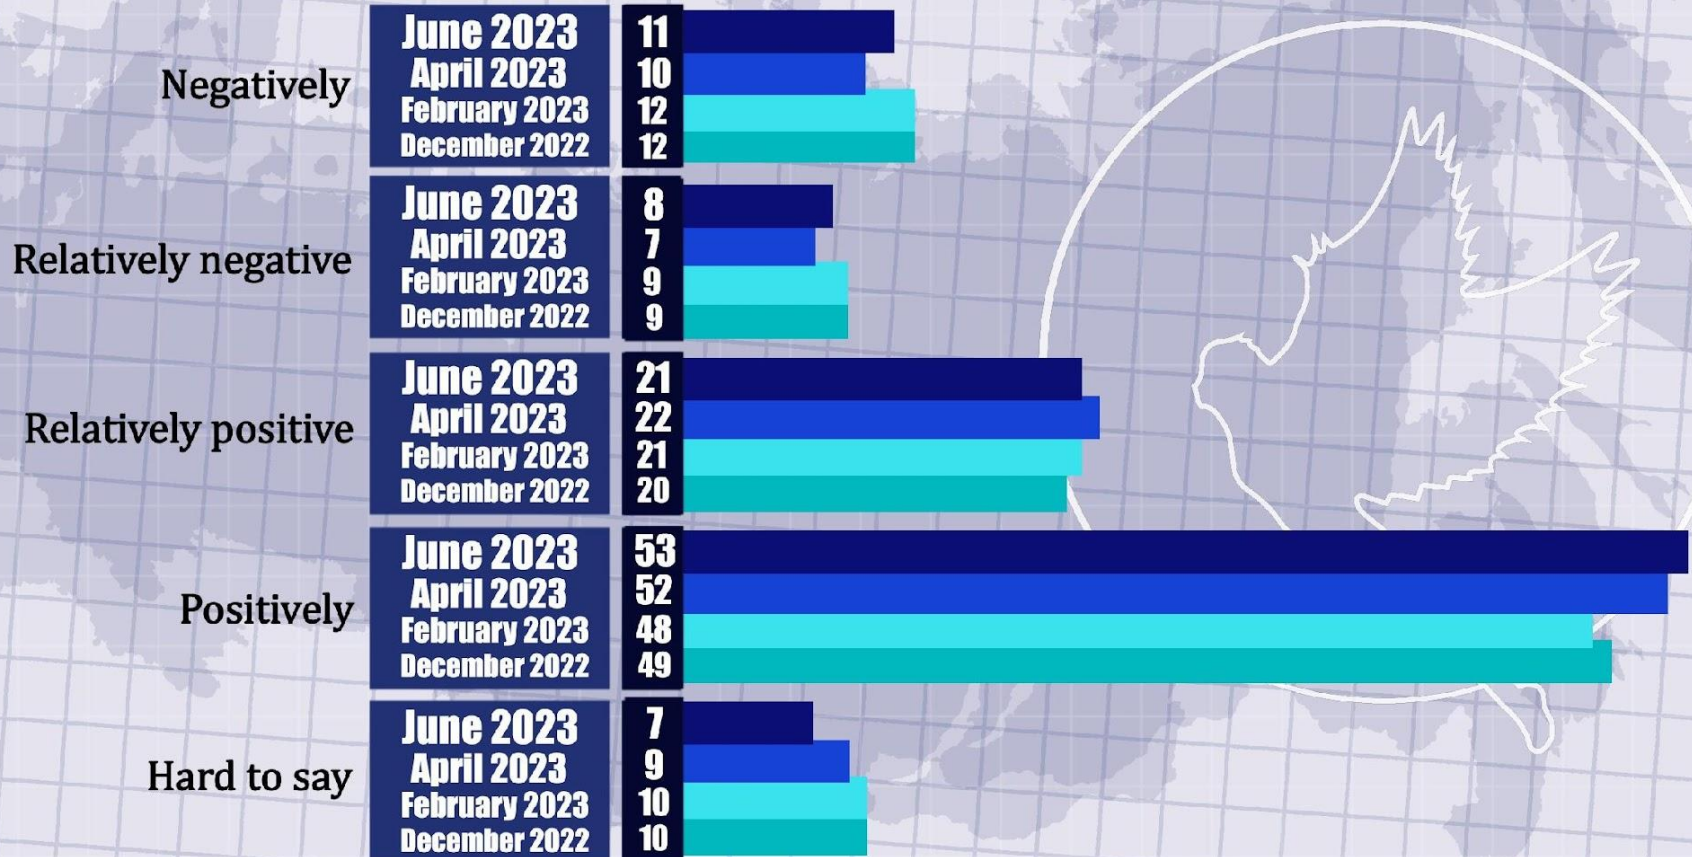 Negatively
June 2023 11
April 2023 10
February 2023 12
December 2022 12
Relatively negative
June 2023 8
April 2023 7
February 2023 9
December 2022 9
Relatively positive
June 2023 21
April 2023 22
February 2023 21
December 2022 20
Positively
June 2023 53
April 2023 52
February 2023 48
December 2022 49
Hard to say
June 2023 7
April 2023 9
February 2023 10
December 2022 10